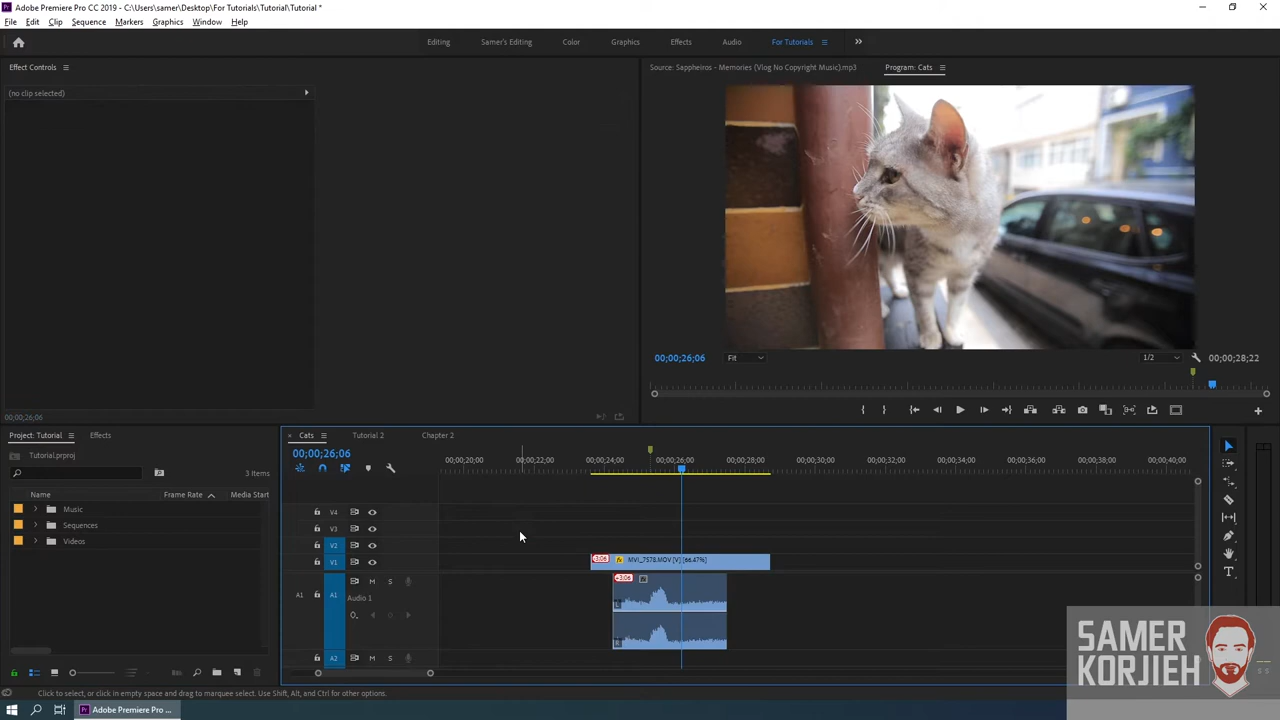 Adobe Premiere Pro CC 2019 - C:\Users\samer\Desktop\For Tutorials\Tutorial\Tutorial *
File Edit Clip Sequence Markers Graphics Window Help
Editing Samer's Editing Color Graphics Effects Audio For Tutorials
Effect Controls
Source: Sappheiros - Memories (Vlog No Copyright Music).mp3 Program: Cats
(no clip selected)
00;00;26;06 Fit 1/2 00;00;28;22
00;00;26;06
Project: Tutorial Effects
Cats Tutorial 2 Chapter 2
Tutorial.prproj
3 Items
00;00;26;06
00;00;20;00 00;00;22;00 00;00;24;00 00;00;26;00 00;00;28;00 00;00;30;00 00;00;32;00 00;00;34;00 00;00;36;00 00;00;38;00 00;00;40;00
Name Frame Rate Media Start
Music
Sequences
Videos
V4
V3
V2
V1
-3:06 fx MVI_7578.MOV [V] [66.47%]
A1 A1 M S
+3:06 fx
Audio 1
L
R
A2 M S
SAMER
KORJIEH
Click to select, or click in empty space and drag to marquee select. Use Shift, Alt, and Ctrl for other options.
Adobe Premiere Pro ...
S S